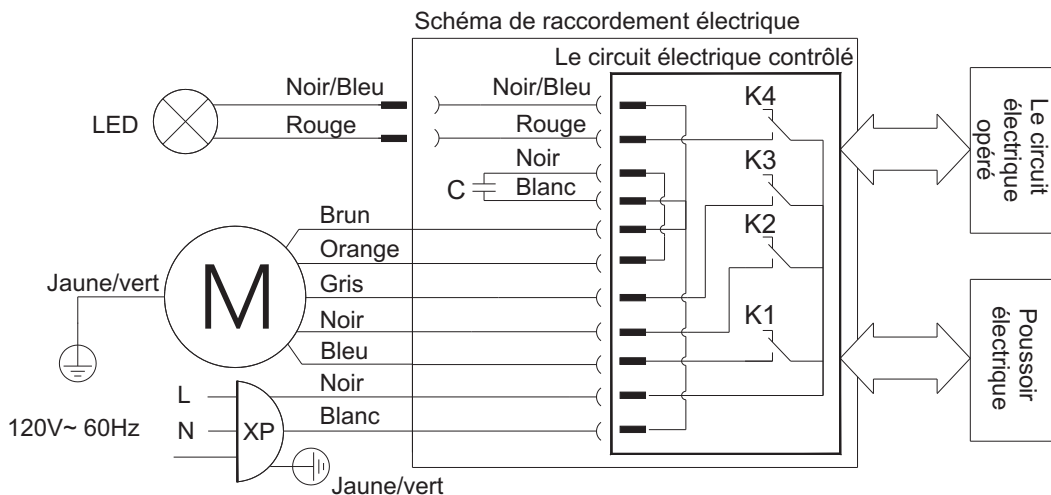 Schéma de raccordement électrique
Le circuit électrique contrôlé
Noir/Bleu
Noir/Bleu
K4
LED
Rouge
Rouge
Noir
K3
C
Blanc
Brun
K2
Orange
Jaune/vert
M
Gris
Noir
K1
Bleu
Noir
L
Blanc
120V~ 60Hz
N
XP
Jaune/vert
Le circuit
électrique
opéré
Poussoir
électrique